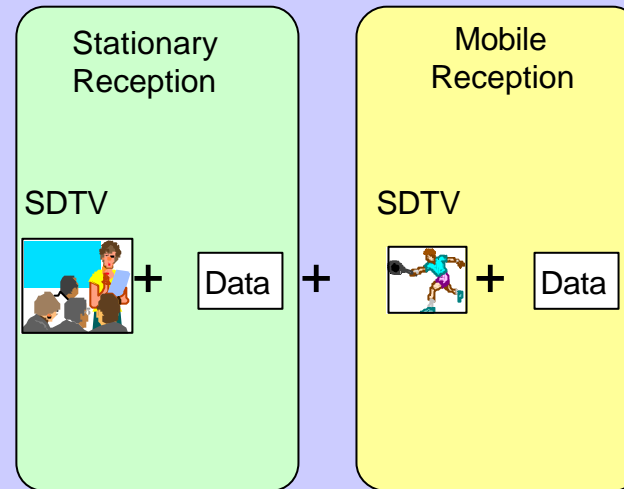 Stationary
Reception
SDTV
+
Data
+
Mobile
Reception
SDTV
+
Data